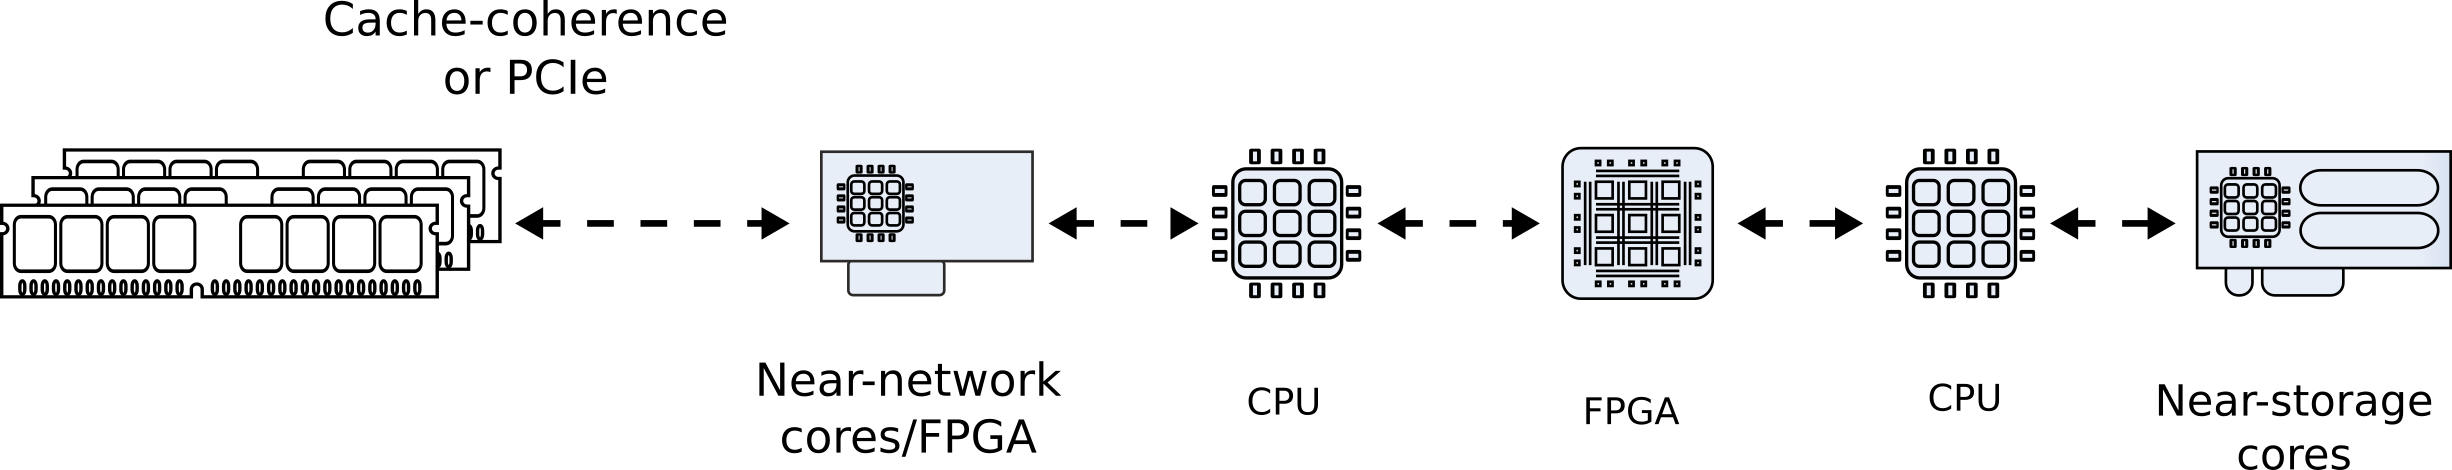 Cache-coherence
or PCIe
Near-network
cores/FPGA
CPU
FPGA
CPU
Near-storage
cores